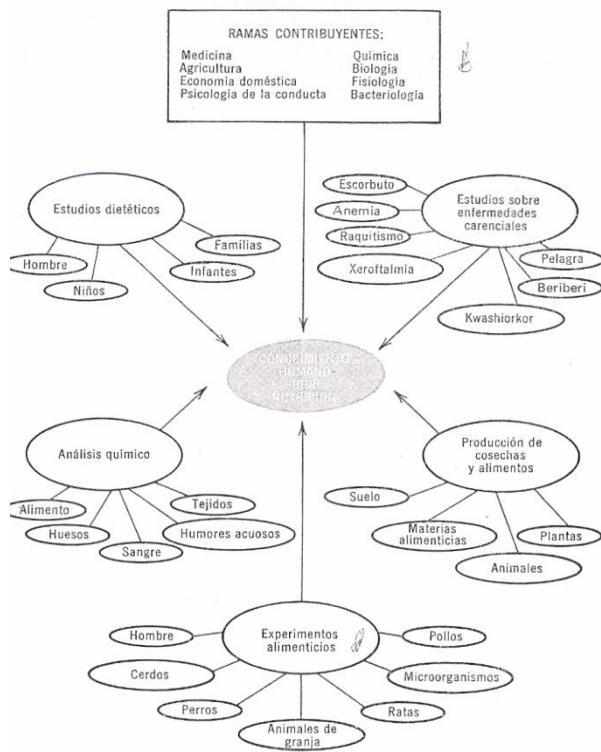 RAMAS CONTRIBUYENTES:
Medicina
Agricultura
Economía doméstica
Psicología de la conducta
Química
Biología
Fisiología
Bacteriología
Estudios dietéticos
Hombre
Niños
Infantes
Familias
Estudios sobre
enfermedades
carenciales
Escorbuto
Anemia
Raquitismo
Xeroftalmía
Kwashiorkor
Beriberi
Pelagra
CONOCIMIENTO
HUMANO
SOBRE
NUTRICION
Análisis químico
Alimento
Huesos
Sangre
Humores acuosos
Tejidos
Producción de
cosechas
y alimentos
Suelo
Materias
alimenticias
Animales
Plantas
Experimentos
alimenticios
Hombre
Cerdos
Perros
Animales de
granja
Ratas
Microorganismos
Pollos